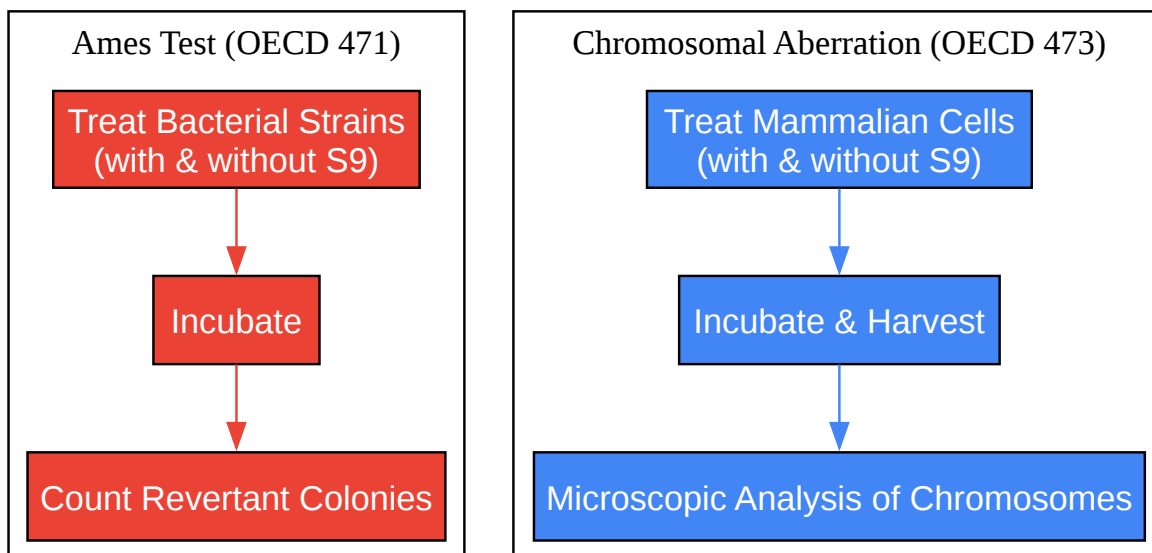 Ames Test (OECD 471)
Treat Bacterial Strains
(with & without S9)
Incubate
Count Revertant Colonies
Chromosomal Aberration (OECD 473)
Treat Mammalian Cells
(with & without S9)
Incubate & Harvest
Microscopic Analysis of Chromosomes